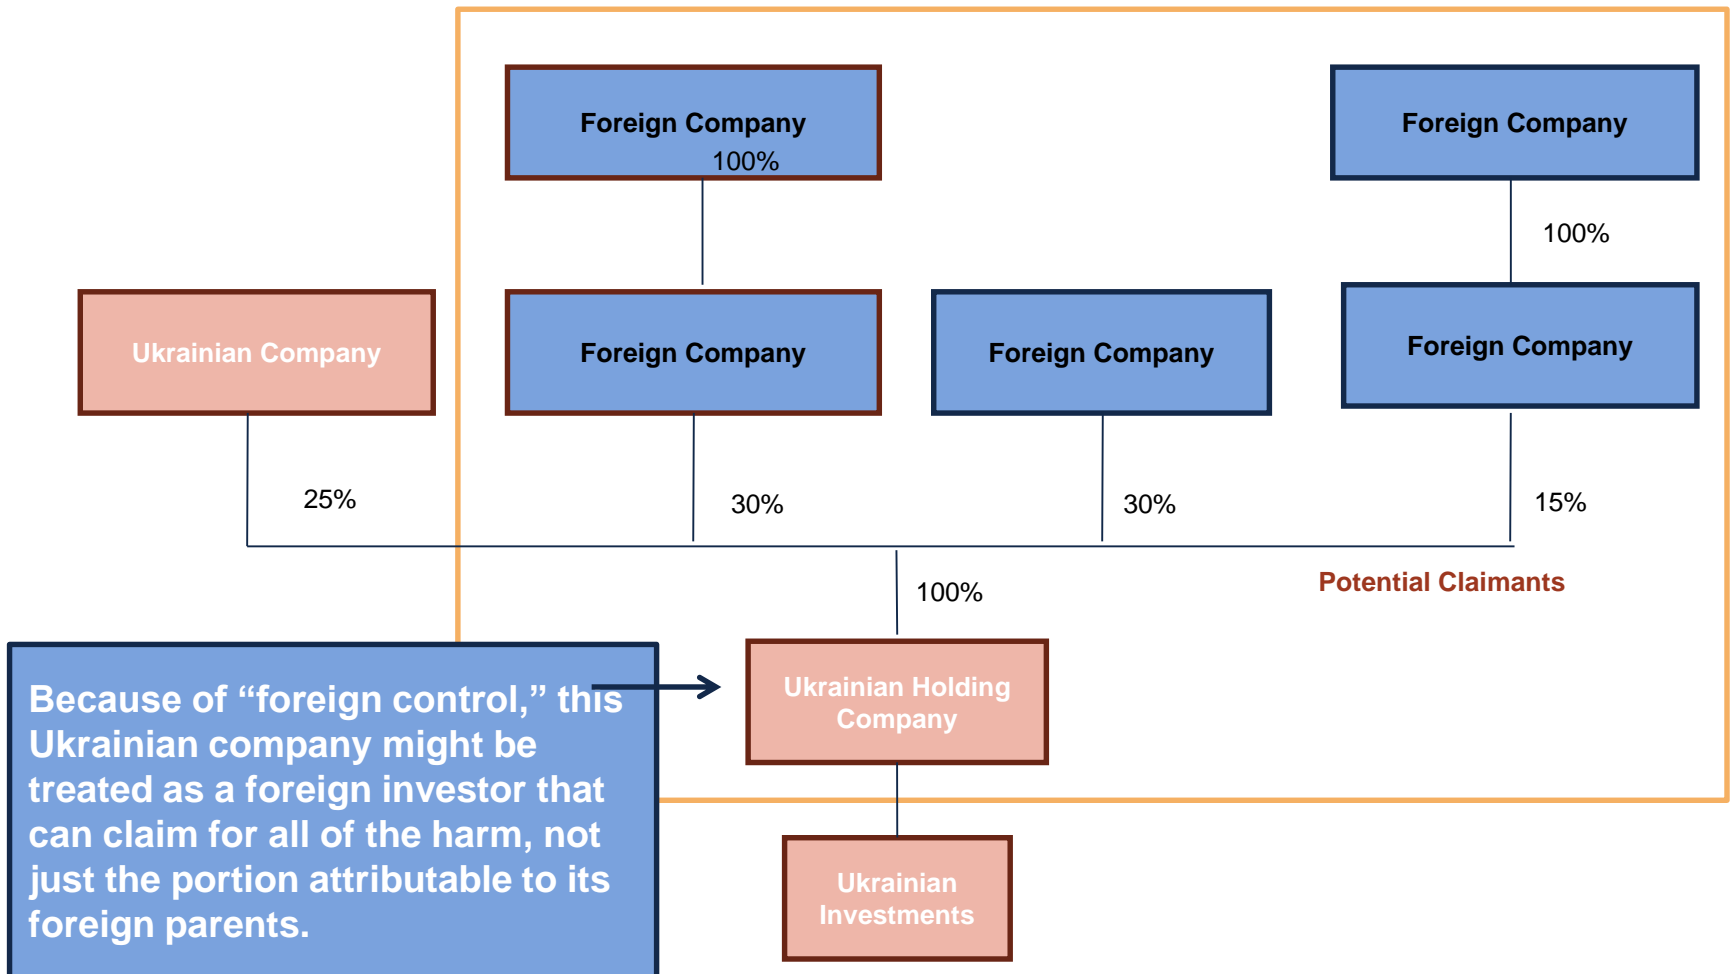 Foreign Company
100%
Foreign Company
100%
Ukrainian Company
Foreign Company
Foreign Company
Foreign Company
25%
30%
30%
15%
100%
Potential Claimants
Because of “foreign control,” this
Ukrainian company might be
treated as a foreign investor that
can claim for all of the harm, not
just the portion attributable to its
foreign parents.
Ukrainian Holding
Company
Ukrainian
Investments